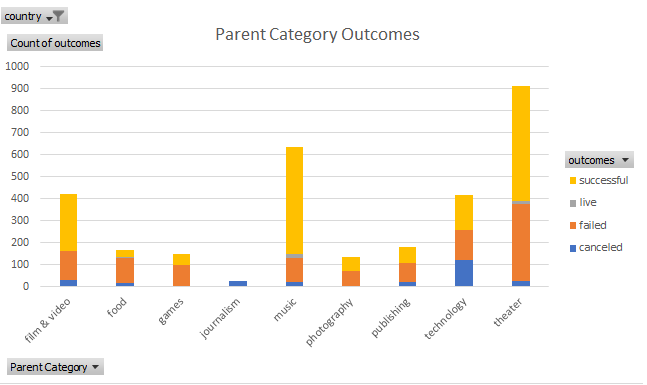 country
Count of outcomes
Parent Category Outcomes
1000
900
800
700
600
500
400
300
200
100
0
film & video
food
games
journalism
music
photography
publishing
technology
theater
outcomes
successful
live
failed
canceled
Parent Category